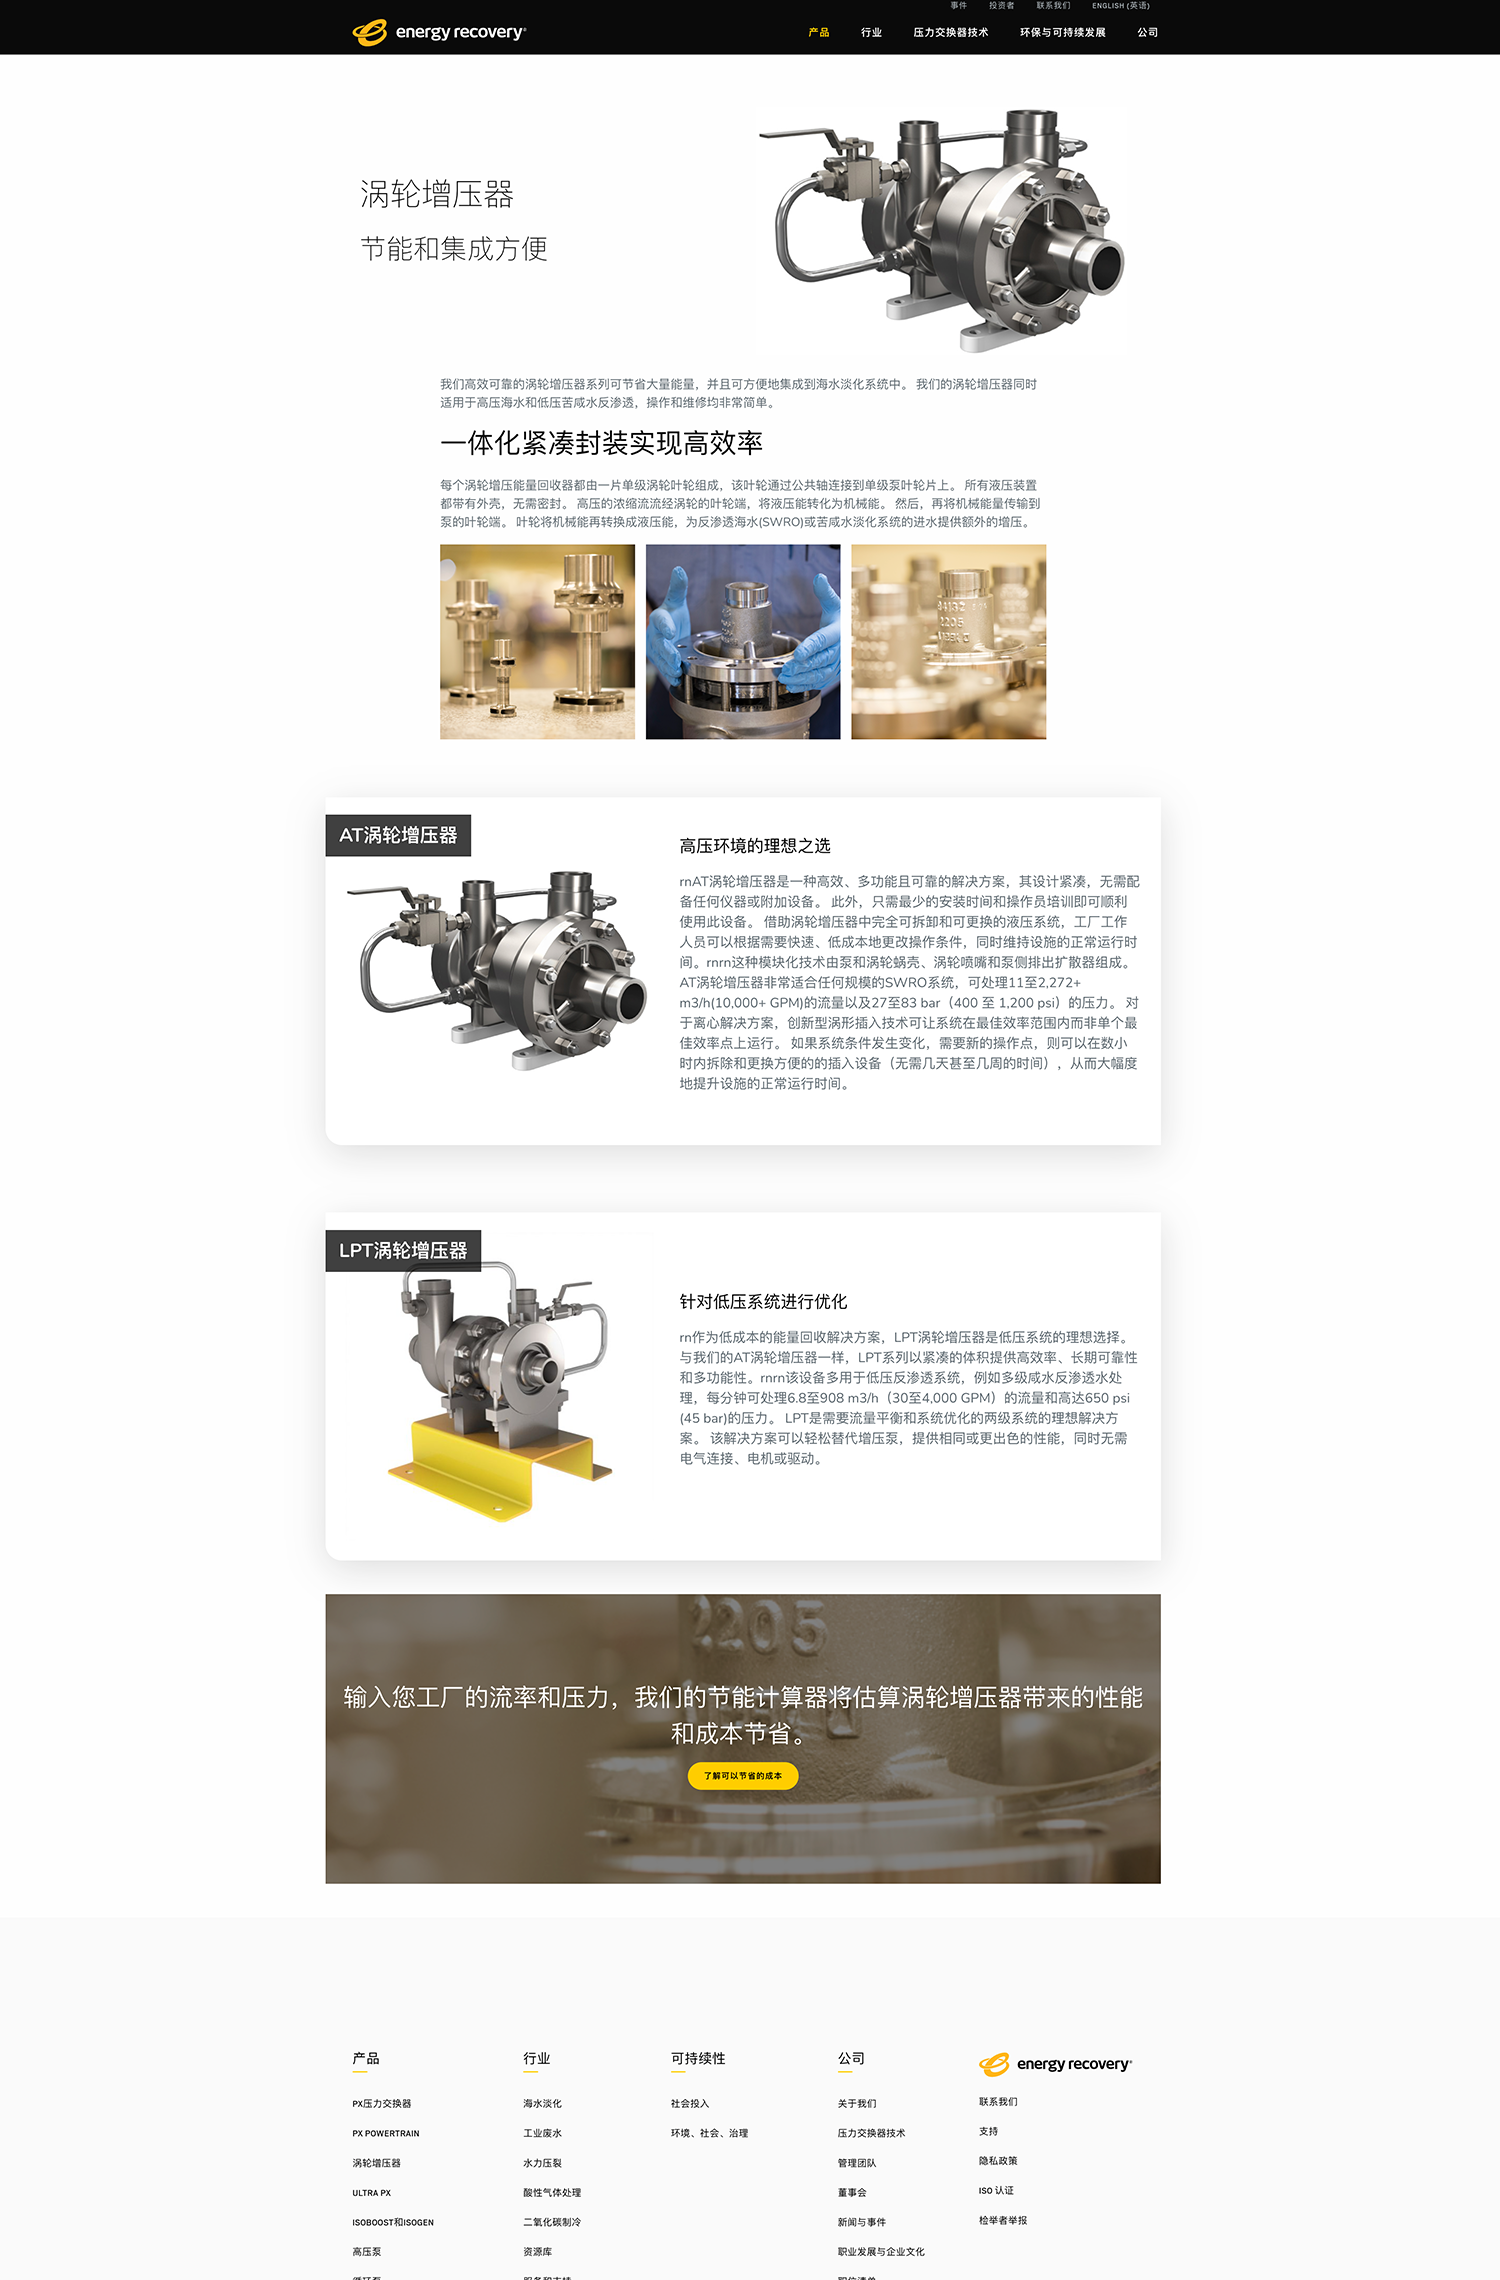 事件 投资者 联系我们 ENGLISH (英语)
energy recovery®
产品 行业 压力交换器技术 环保与可持续发展 公司
涡轮增压器
节能和集成方便
我们高效可靠的涡轮增压器系列可节省大量能量，并且可方便地集成到海水淡化系统中。 我们的涡轮增压器同时
适用于高压海水和低压苦咸水反渗透，操作和维修均非常简单。
一体化紧凑封装实现高效率
每个涡轮增压能量回收器都由一片单级涡轮叶轮组成，该叶轮通过公共轴连接到单级泵叶轮片上。 所有液压装置
都带有外壳，无需密封。 高压的浓缩流流经涡轮的叶轮端，将液压能转化为机械能。 然后，再将机械能量传输到
泵的叶轮端。 叶轮将机械能再转换成液压能，为反渗透海水(SWRO)或苦咸水淡化系统的进水提供额外的增压。
2205
AT涡轮增压器
高压环境的理想之选
rnAT涡轮增压器是一种高效、多功能且可靠的解决方案，其设计紧凑，无需配
备任何仪器或附加设备。 此外，只需最少的安装时间和操作员培训即可顺利
使用此设备。 借助涡轮增压器中完全可拆卸和可更换的液压系统，工厂工作
人员可以根据需要快速、低成本地更改操作条件，同时维持设施的正常运行时
间。rnrn这种模块化技术由泵和涡轮蜗壳、涡轮喷嘴和泵侧排出扩散器组成。
AT涡轮增压器非常适合任何规模的SWRO系统，可处理11至2,272+
m3/h(10,000+ GPM)的流量以及27至83 bar（400 至 1,200 psi）的压力。 对
于离心解决方案，创新型涡形插入技术可让系统在最佳效率范围内而非单个最
佳效率点上运行。 如果系统条件发生变化，需要新的操作点，则可以在数小
时内拆除和更换方便的的插入设备（无需几天甚至几周的时间），从而大幅度
地提升设施的正常运行时间。
LPT涡轮增压器
针对低压系统进行优化
rn作为低成本的能量回收解决方案，LPT涡轮增压器是低压系统的理想选择。
与我们的AT涡轮增压器一样，LPT系列以紧凑的体积提供高效率、长期可靠性
和多功能性。rnrn该设备多用于低压反渗透系统，例如多级咸水反渗透水处
理，每分钟可处理6.8至908 m3/h（30至4,000 GPM）的流量和高达650 psi
(45 bar)的压力。 LPT是需要流量平衡和系统优化的两级系统的理想解决方
案。 该解决方案可以轻松替代增压泵，提供相同或更出色的性能，同时无需
电气连接、电机或驱动。
2205
输入您工厂的流率和压力，我们的节能计算器将估算涡轮增压器带来的性能
和成本节省。
了解可以节省的成本
产品 行业 可持续性 公司 energy recovery®
PX压力交换器 海水淡化 社会投入 关于我们 联系我们
PX POWERTRAIN 工业废水 环境、社会、治理 压力交换器技术 支持
涡轮增压器 水力压裂 管理团队 隐私政策
ULTRA PX 酸性气体处理 董事会 ISO 认证
ISOBOOST和ISOGEN 二氧化碳制冷 新闻与事件 检举者举报
高压泵 资源库 职业发展与企业文化